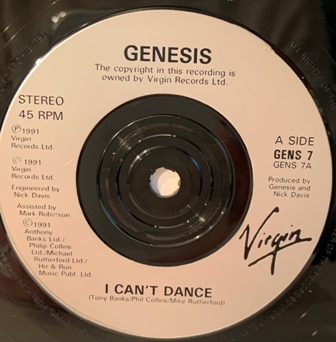 GENESIS
The copyright in this recording is
owned by Virgin Records Ltd.
STEREO
45 RPM
Ⓟ1991
Virgin
Records Ltd.
©1991
Virgin
Records Ltd.
Engineered by
Nick Davis
Assisted by
Mark Robinson
©1991
Anthony
Banks Ltd/
Philip Collins
Ltd./Michael
Rutherford Ltd/
Hit & Run
Music Publ. Ltd.
A SIDE
GENS 7
GENS 7A
Produced by
Genesis and
Nick Davis
Virgin
I CAN'T DANCE
(Tony Banks/Phil Collins/Mike Rutherford)